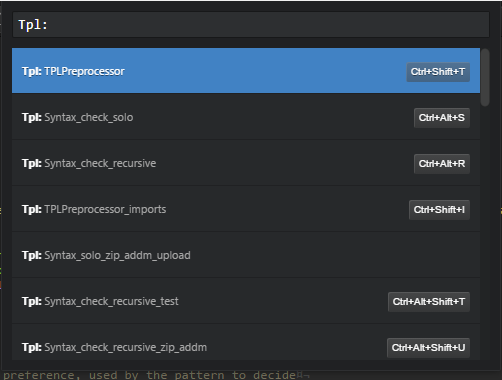 Tpl:
Tpl: TPLPreprocessor Ctrl+Shift+T
Tpl: Syntax_check_solo Ctrl+Alt+S
Tpl: Syntax_check_recursive Ctrl+Alt+R
Tpl: TPLPreprocessor_imports Ctrl+Shift+I
Tpl: Syntax_solo_zip_addm_upload
Tpl: Syntax_check_recursive_test Ctrl+Alt+Shift+T
Tpl: Syntax_check_recursive_zip_addm Ctrl+Alt+Shift+U
preference, used by the pattern to decide¤¬